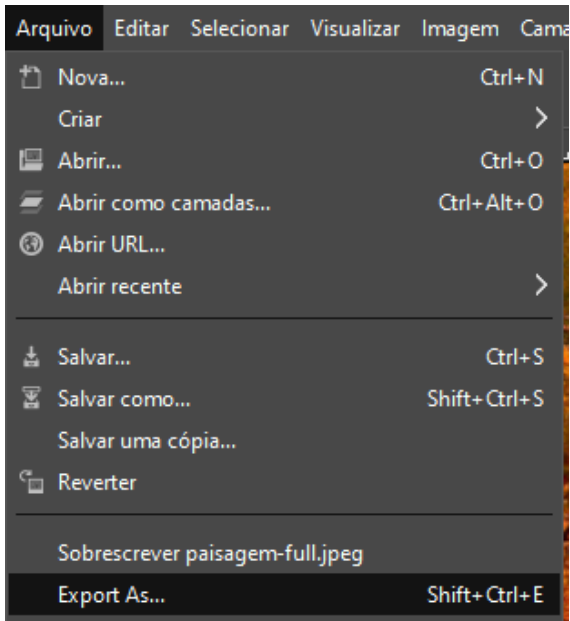 Arquivo Editar Selecionar Visualizar Imagem Cama
Nova... Ctrl+N
Criar
Abrir... Ctrl+O
Abrir como camadas... Ctrl+Alt+O
Abrir URL...
Abrir recente
Salvar... Ctrl+S
Salvar como... Shift+Ctrl+S
Salvar uma cópia...
Reverter
Sobrescrever paisagem-full.jpeg
Export As... Shift+Ctrl+E